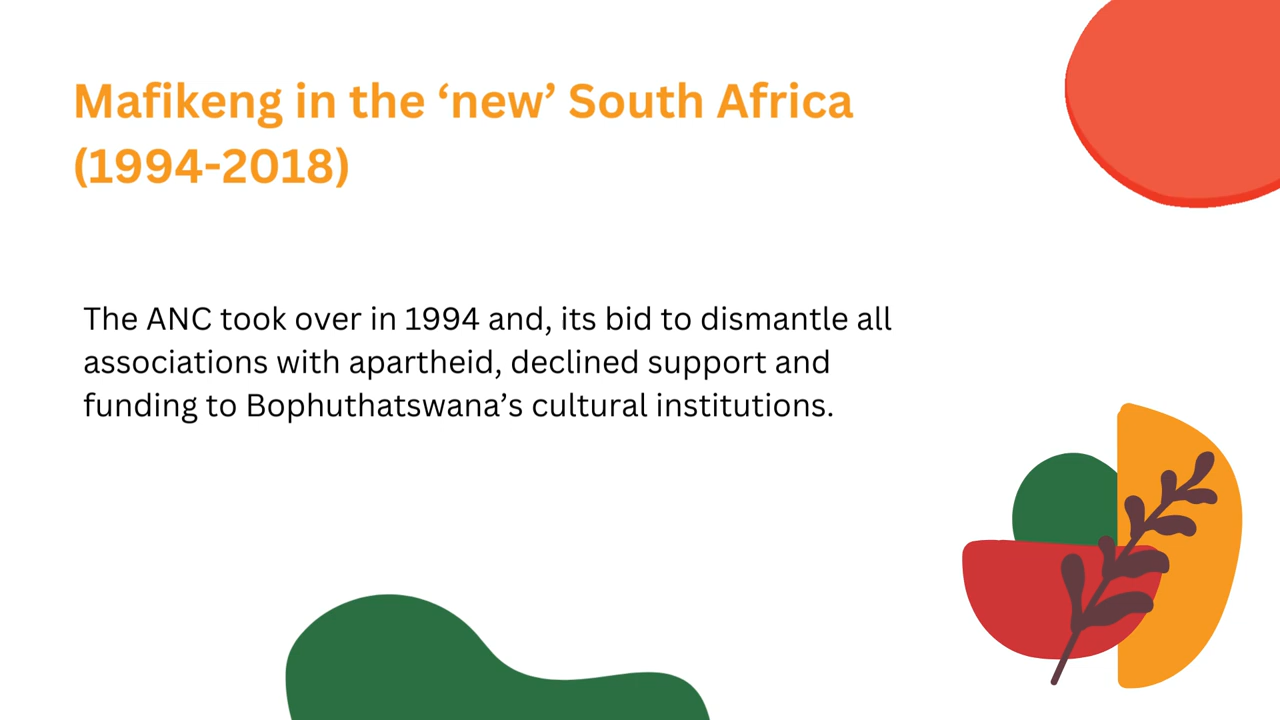 Mafikeng in the ‘new’ South Africa
(1994-2018)
The ANC took over in 1994 and, its bid to dismantle all
associations with apartheid, declined support and
funding to Bophuthatswana’s cultural institutions.